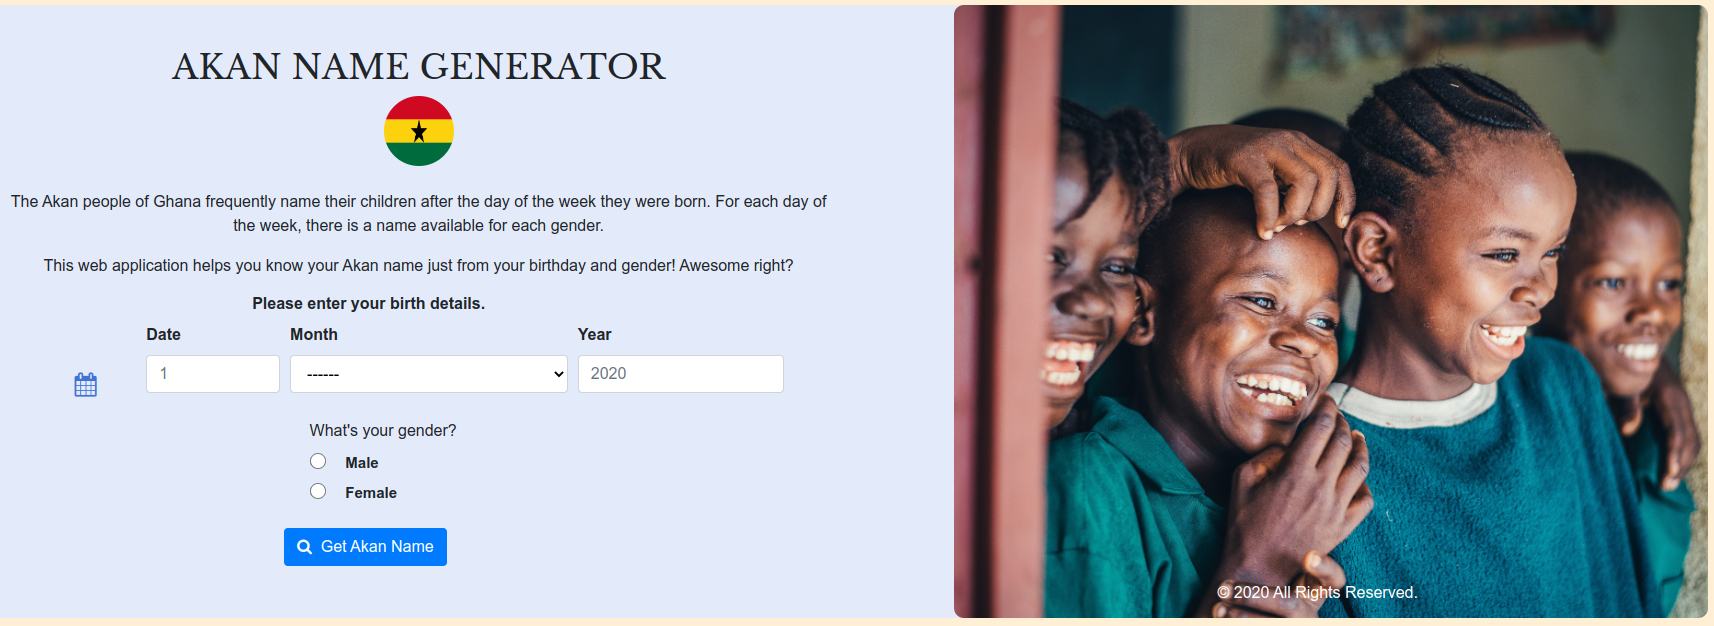 AKAN NAME GENERATOR
The Akan people of Ghana frequently name their children after the day of the week they were born. For each day of
the week, there is a name available for each gender.
This web application helps you know your Akan name just from your birthday and gender! Awesome right?
Please enter your birth details.
Date Month Year
1 ------ 2020
What's your gender?
Male
Female
Get Akan Name
© 2020 All Rights Reserved.